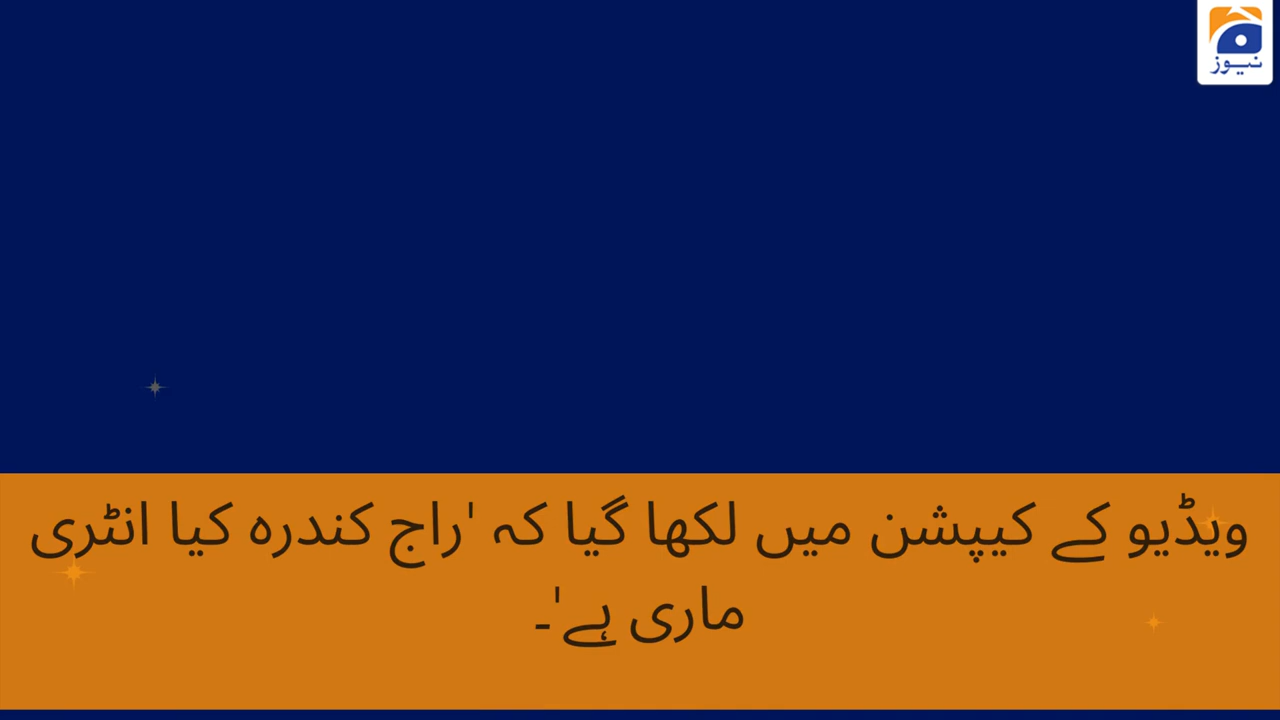 نیوز
ویڈیو کے کیپشن میں لکھا گیا کہ 'راج کندرہ کیا انٹری
ماری ہے'۔